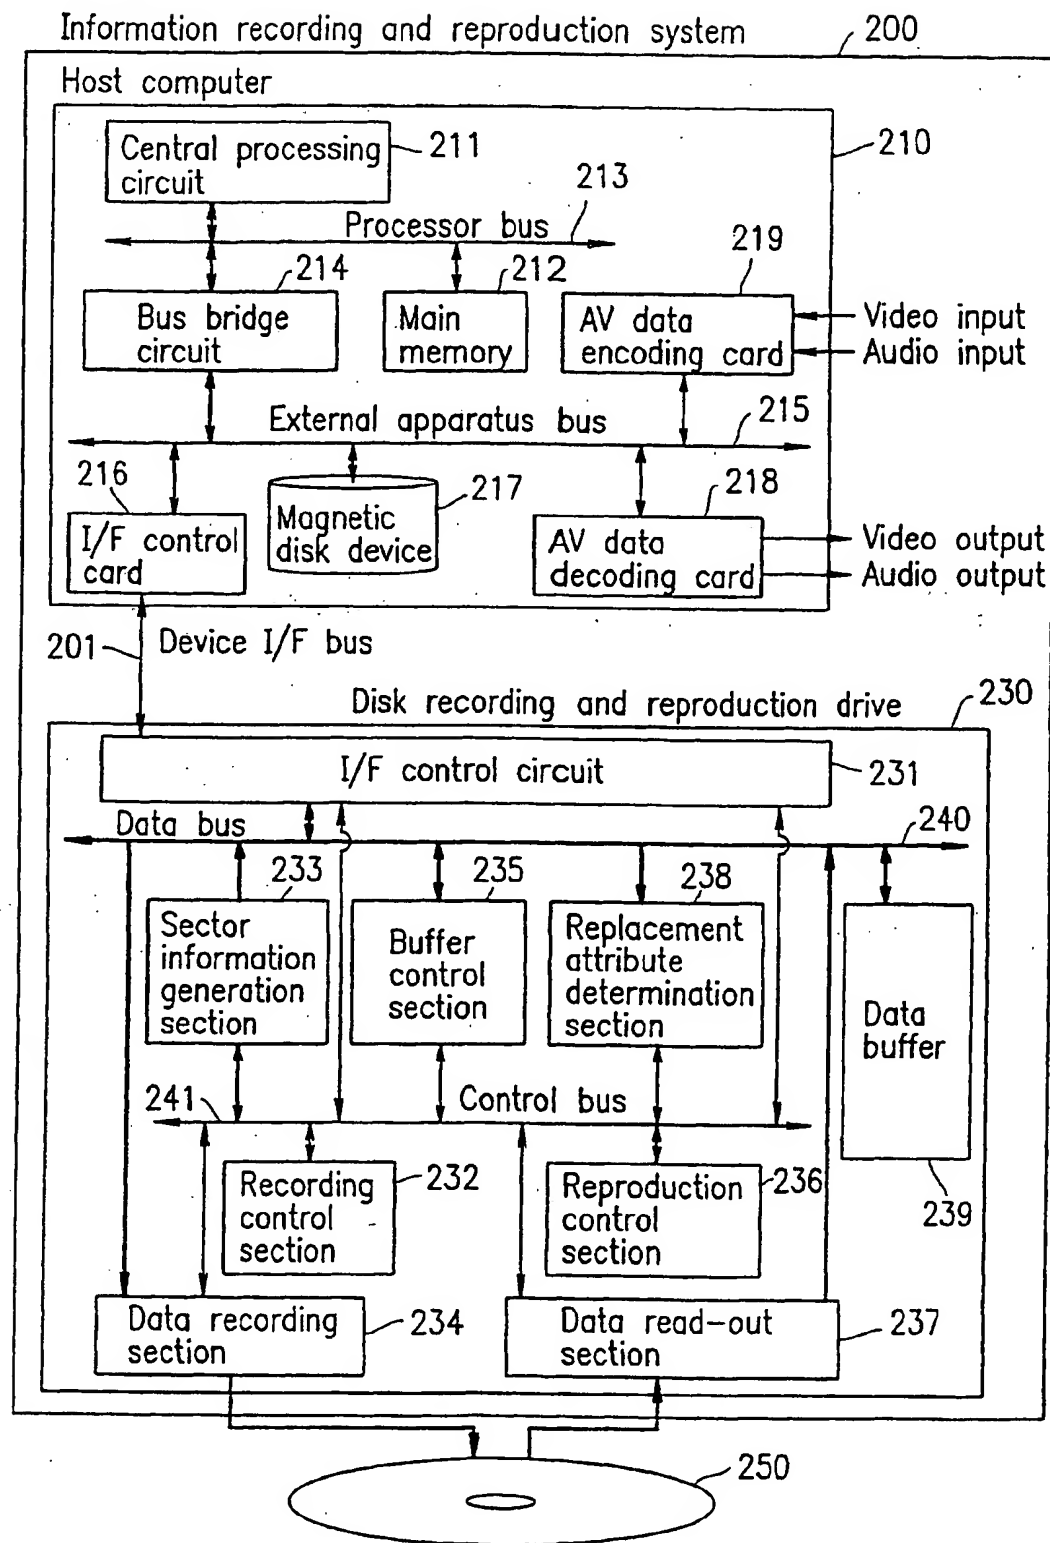 Information recording and reproduction system
200
Host computer
Central processing
circuit
211
210
213
Processor bus
219
214
212
Bus bridge
circuit
Main
memory
AV data
encoding card
Video input
Audio input
External apparatus bus
215
216
217
218
I/F control
card
Magnetic
disk device
AV data
decoding card
Video output
Audio output
201
Device I/F bus
230
Disk recording and reproduction drive
I/F control circuit
231
Data bus
240
233
235
238
Sector
information
generation
section
Buffer
control
section
Replacement
attribute
determination
section
Data
buffer
241
Control bus
Recording
control
section
232
Reproduction
control
section
236
239
Data recording
section
234
Data read-out
section
237
250